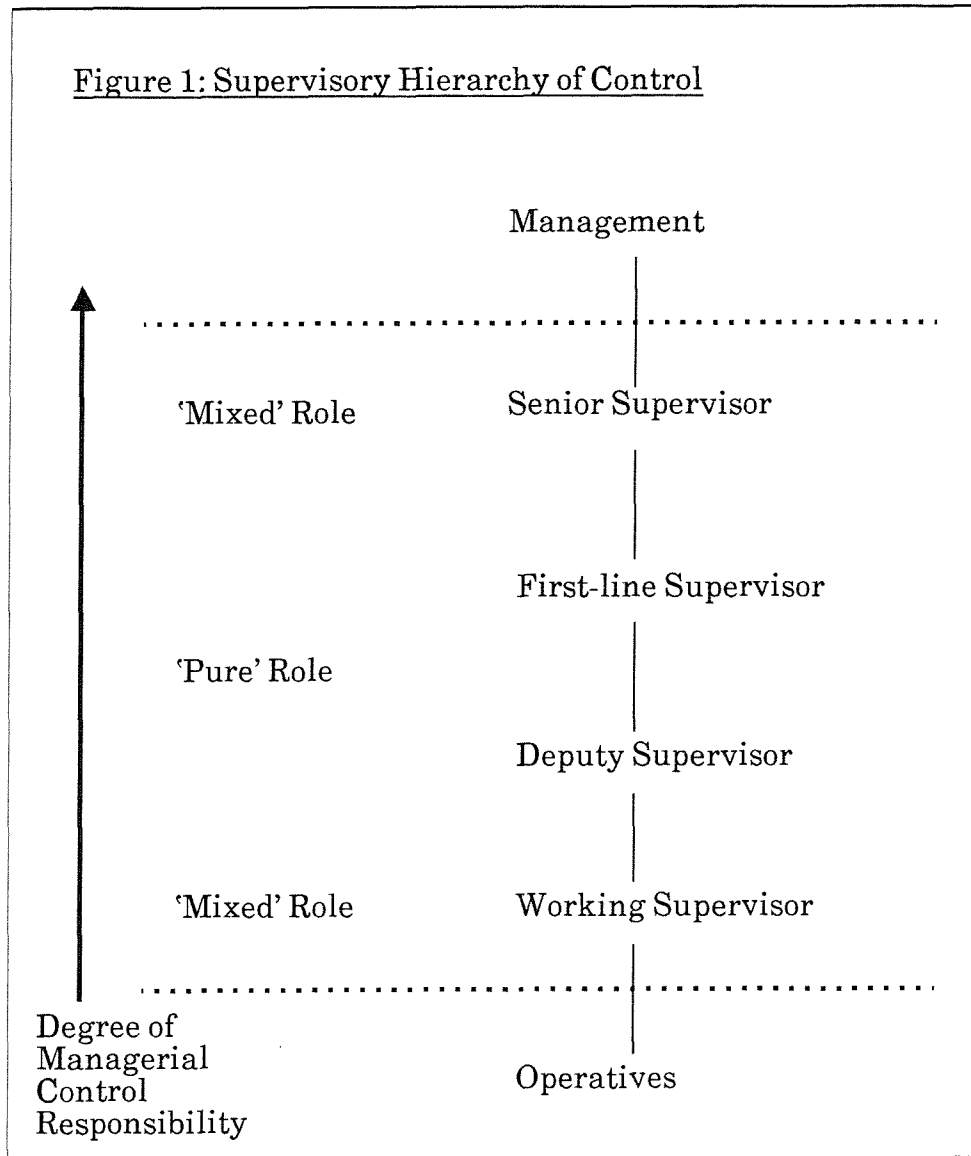 Figure 1: Supervisory Hierarchy of Control
Management
‘Mixed’ Role
Senior Supervisor
First-line Supervisor
‘Pure’ Role
Deputy Supervisor
‘Mixed’ Role
Working Supervisor
Degree of
Managerial
Control
Responsibility
Operatives